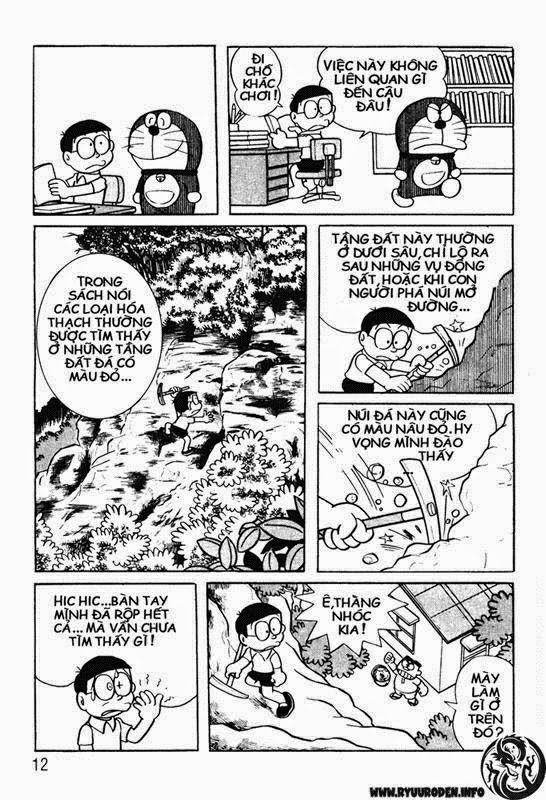 ĐI
CHỖ
KHÁC
CHƠI!
VIỆC NÀY KHÔNG
LIÊN QUAN GÌ
ĐẾN CẬU
ĐÂU!
TRONG
SÁCH NÓI
CÁC LOẠI HÓA
THẠCH THƯỜNG
ĐƯỢC TÌM THẤY
Ở NHỮNG TẦNG
ĐẤT ĐÁ CÓ
MÀU ĐỎ...
TẦNG ĐẤT NÀY THƯỜNG
Ở DƯỚI SÂU, CHỈ LỘ RA
SAU NHỮNG VỤ ĐỘNG
ĐẤT, HOẶC KHI CON
NGƯỜI PHÁ NÚI MỞ
ĐƯỜNG...
NÚI ĐÁ NÀY CŨNG
CÓ MÀU NÂU ĐỎ. HY
VỌNG MÌNH ĐÀO
THẤY
HIC HIC...BÀN TAY
MÌNH ĐÃ RỘP HẾT
CẢ... MÀ VẪN CHƯA
TÌM THẤY GÌ!
Ê, THẰNG
NHÓC
KIA!
MÀY
LÀM
GÌ Ở
TRÊN
ĐÓ?
12
WWW.RYUURODEN.INFO